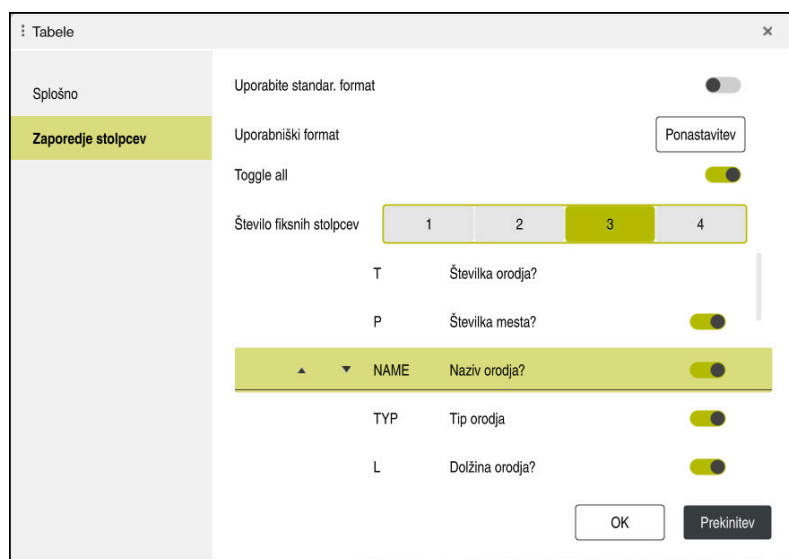 Tabele
Splošno
Zaporedje stolpcev
Uporabite standar. format
Uporabniški format Ponastavitev
Toggle all
Število fiksnih stolpcev 1 2 3 4
T Številka orodja?
P Številka mesta?
NAME Naziv orodja?
TYP Tip orodja
L Dolžina orodja?
OK Prekinitev